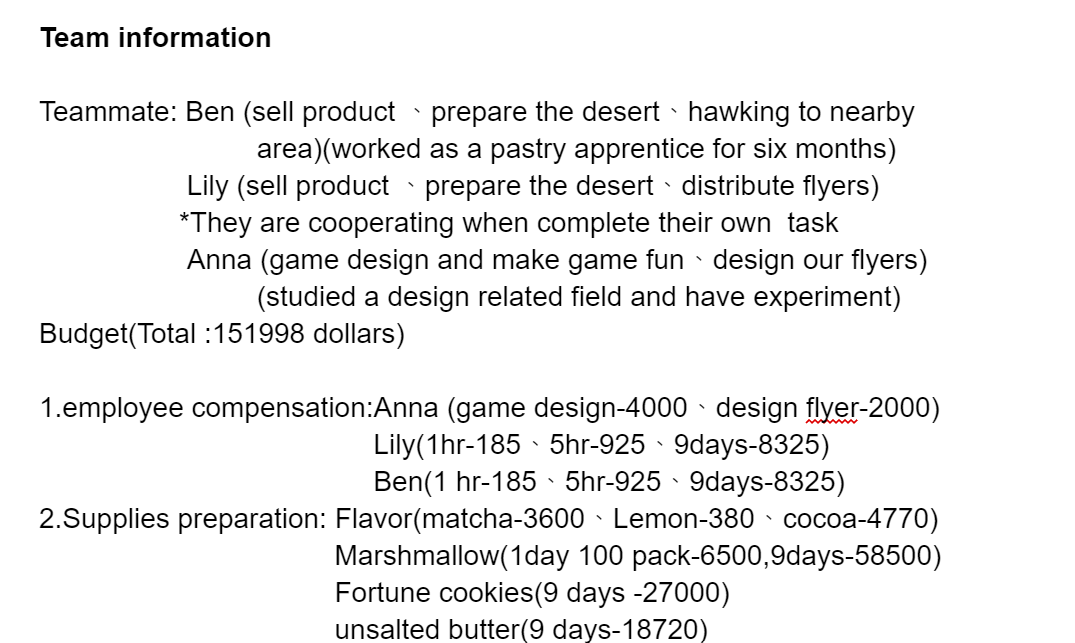 Team information
Teammate: Ben (sell product 、prepare the desert、hawking to nearby
area)(worked as a pastry apprentice for six months)
Lily (sell product 、prepare the desert、distribute flyers)
*They are cooperating when complete their own  task
Anna (game design and make game fun、design our flyers)
(studied a design related field and have experiment)
Budget(Total :151998 dollars)
1.employee compensation:Anna (game design-4000、design flyer-2000)
Lily(1hr-185、5hr-925、9days-8325)
Ben(1 hr-185、5hr-925、9days-8325)
2.Supplies preparation: Flavor(matcha-3600、Lemon-380、cocoa-4770)
Marshmallow(1day 100 pack-6500,9days-58500)
Fortune cookies(9 days -27000)
unsalted butter(9 days-18720)